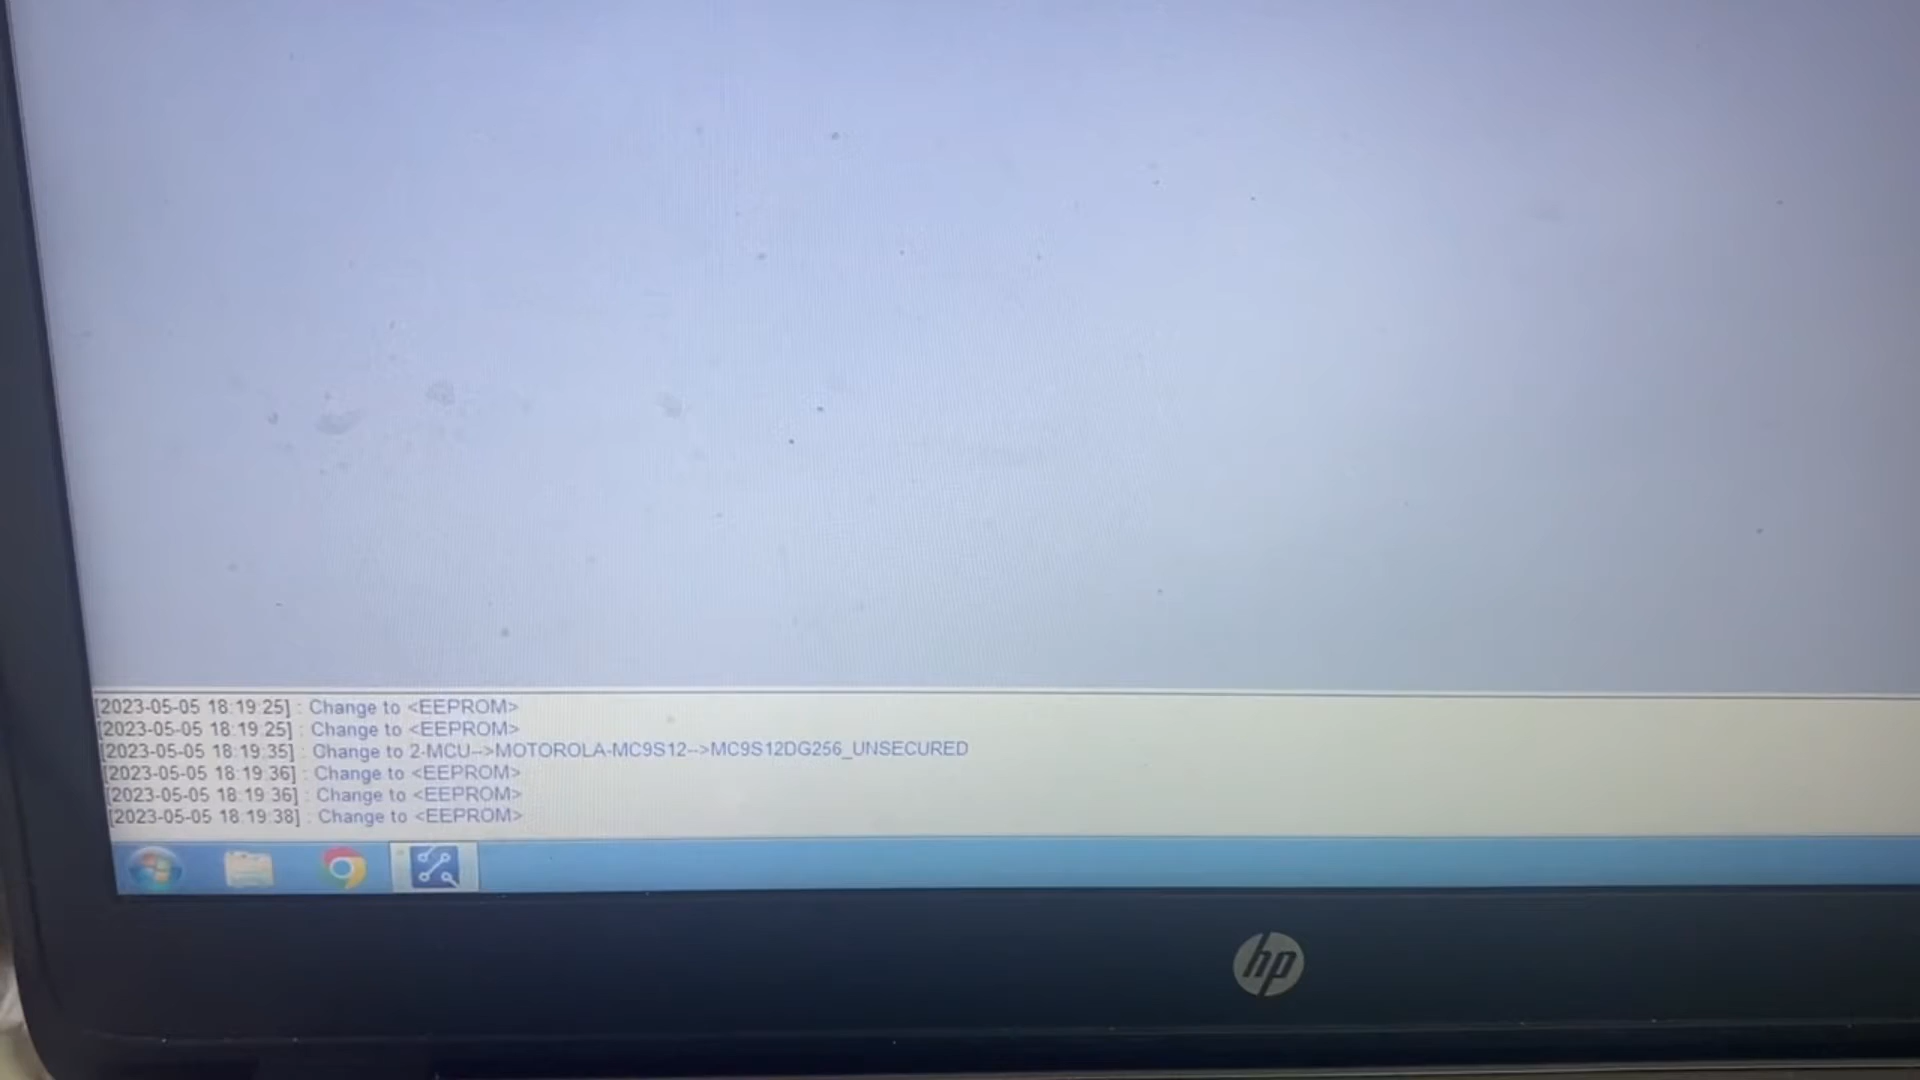 [2023-05-05 18:19:25] : Change to <EEPROM>
[2023-05-05 18:19:25] : Change to <EEPROM>
[2023-05-05 18:19:35] : Change to 2-MCU-->MOTOROLA-MC9S12-->MC9S12DG256_UNSECURED
[2023-05-05 18:19:36] : Change to <EEPROM>
[2023-05-05 18:19:36] : Change to <EEPROM>
[2023-05-05 18:19:38] : Change to <EEPROM>
hp